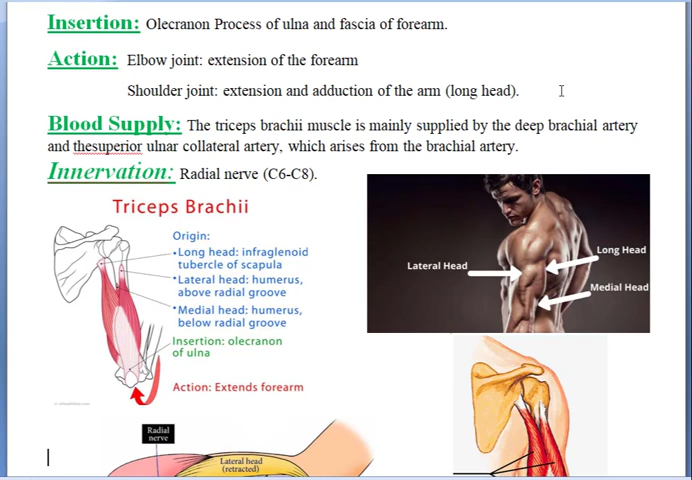 Insertion: Olecranon Process of ulna and fascia of forearm.
Action: Elbow joint: extension of the forearm
Shoulder joint: extension and adduction of the arm (long head).
Blood Supply: The triceps brachii muscle is mainly supplied by the deep brachial artery
and thesuperior ulnar collateral artery, which arises from the brachial artery.
Innervation: Radial nerve (C6-C8).
Triceps Brachii
Origin:
•Long head: infraglenoid
tubercle of scapula
•Lateral head: humerus,
above radial groove
•Medial head: humerus,
below radial groove
Insertion: olecranon
of ulna
Action: Extends forearm
Lateral Head
Long Head
Medial Head
Radial
nerve
Lateral head
(retracted)